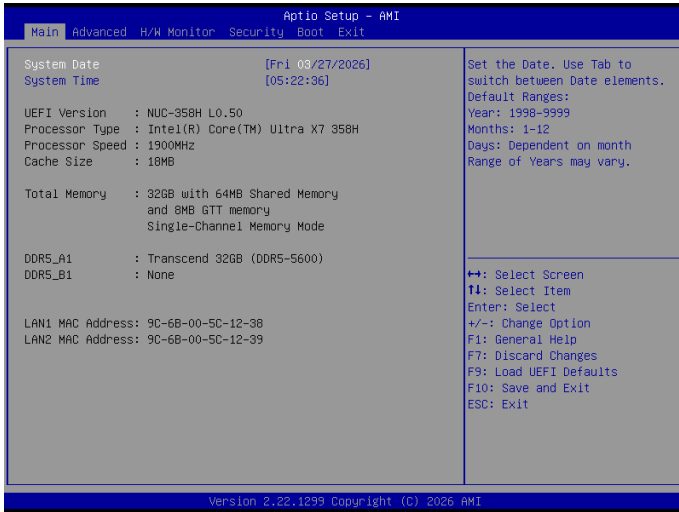 Aptio Setup – AMI
Main Advanced H/W Monitor Security Boot Exit
System Date [Fri 03/27/2026]
System Time [05:22:36]
UEFI Version : NUC-358H L0.50
Processor Type : Intel(R) Core(TM) Ultra X7 358H
Processor Speed : 1900MHz
Cache Size : 18MB
Total Memory : 32GB with 64MB Shared Memory
and 8MB GTT memory
Single-Channel Memory Mode
DDR5_A1 : Transcend 32GB (DDR5-5600)
DDR5_B1 : None
LAN1 MAC Address: 9C-6B-00-5C-12-38
LAN2 MAC Address: 9C-6B-00-5C-12-39
Set the Date. Use Tab to
switch between Date elements.
Default Ranges:
Year: 1998-9999
Months: 1-12
Days: Dependent on month
Range of Years may vary.
↔: Select Screen
↑↓: Select Item
Enter: Select
+/-: Change Option
F1: General Help
F7: Discard Changes
F9: Load UEFI Defaults
F10: Save and Exit
ESC: Exit
Version 2.22.1299 Copyright (C) 2026 AMI